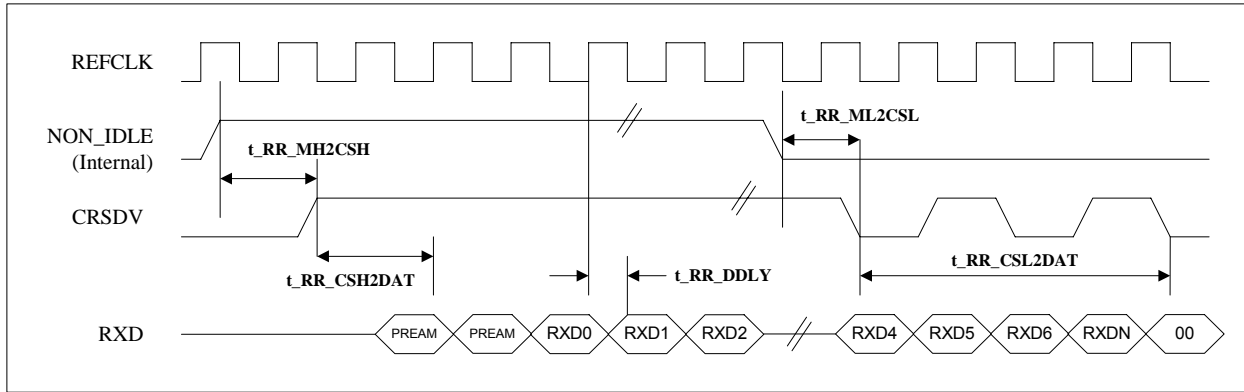 REFCLK
t_RR_ML2CSL
NON_IDLE
(Internal)
t_RR_MH2CSH
CRSDV
t_RR_CSH2DAT
t_RR_DDLY
t_RR_CSL2DAT
RXD
PREAM PREAM RXD0 RXD1 RXD2 RXD4 RXD5 RXD6 RXDN 00